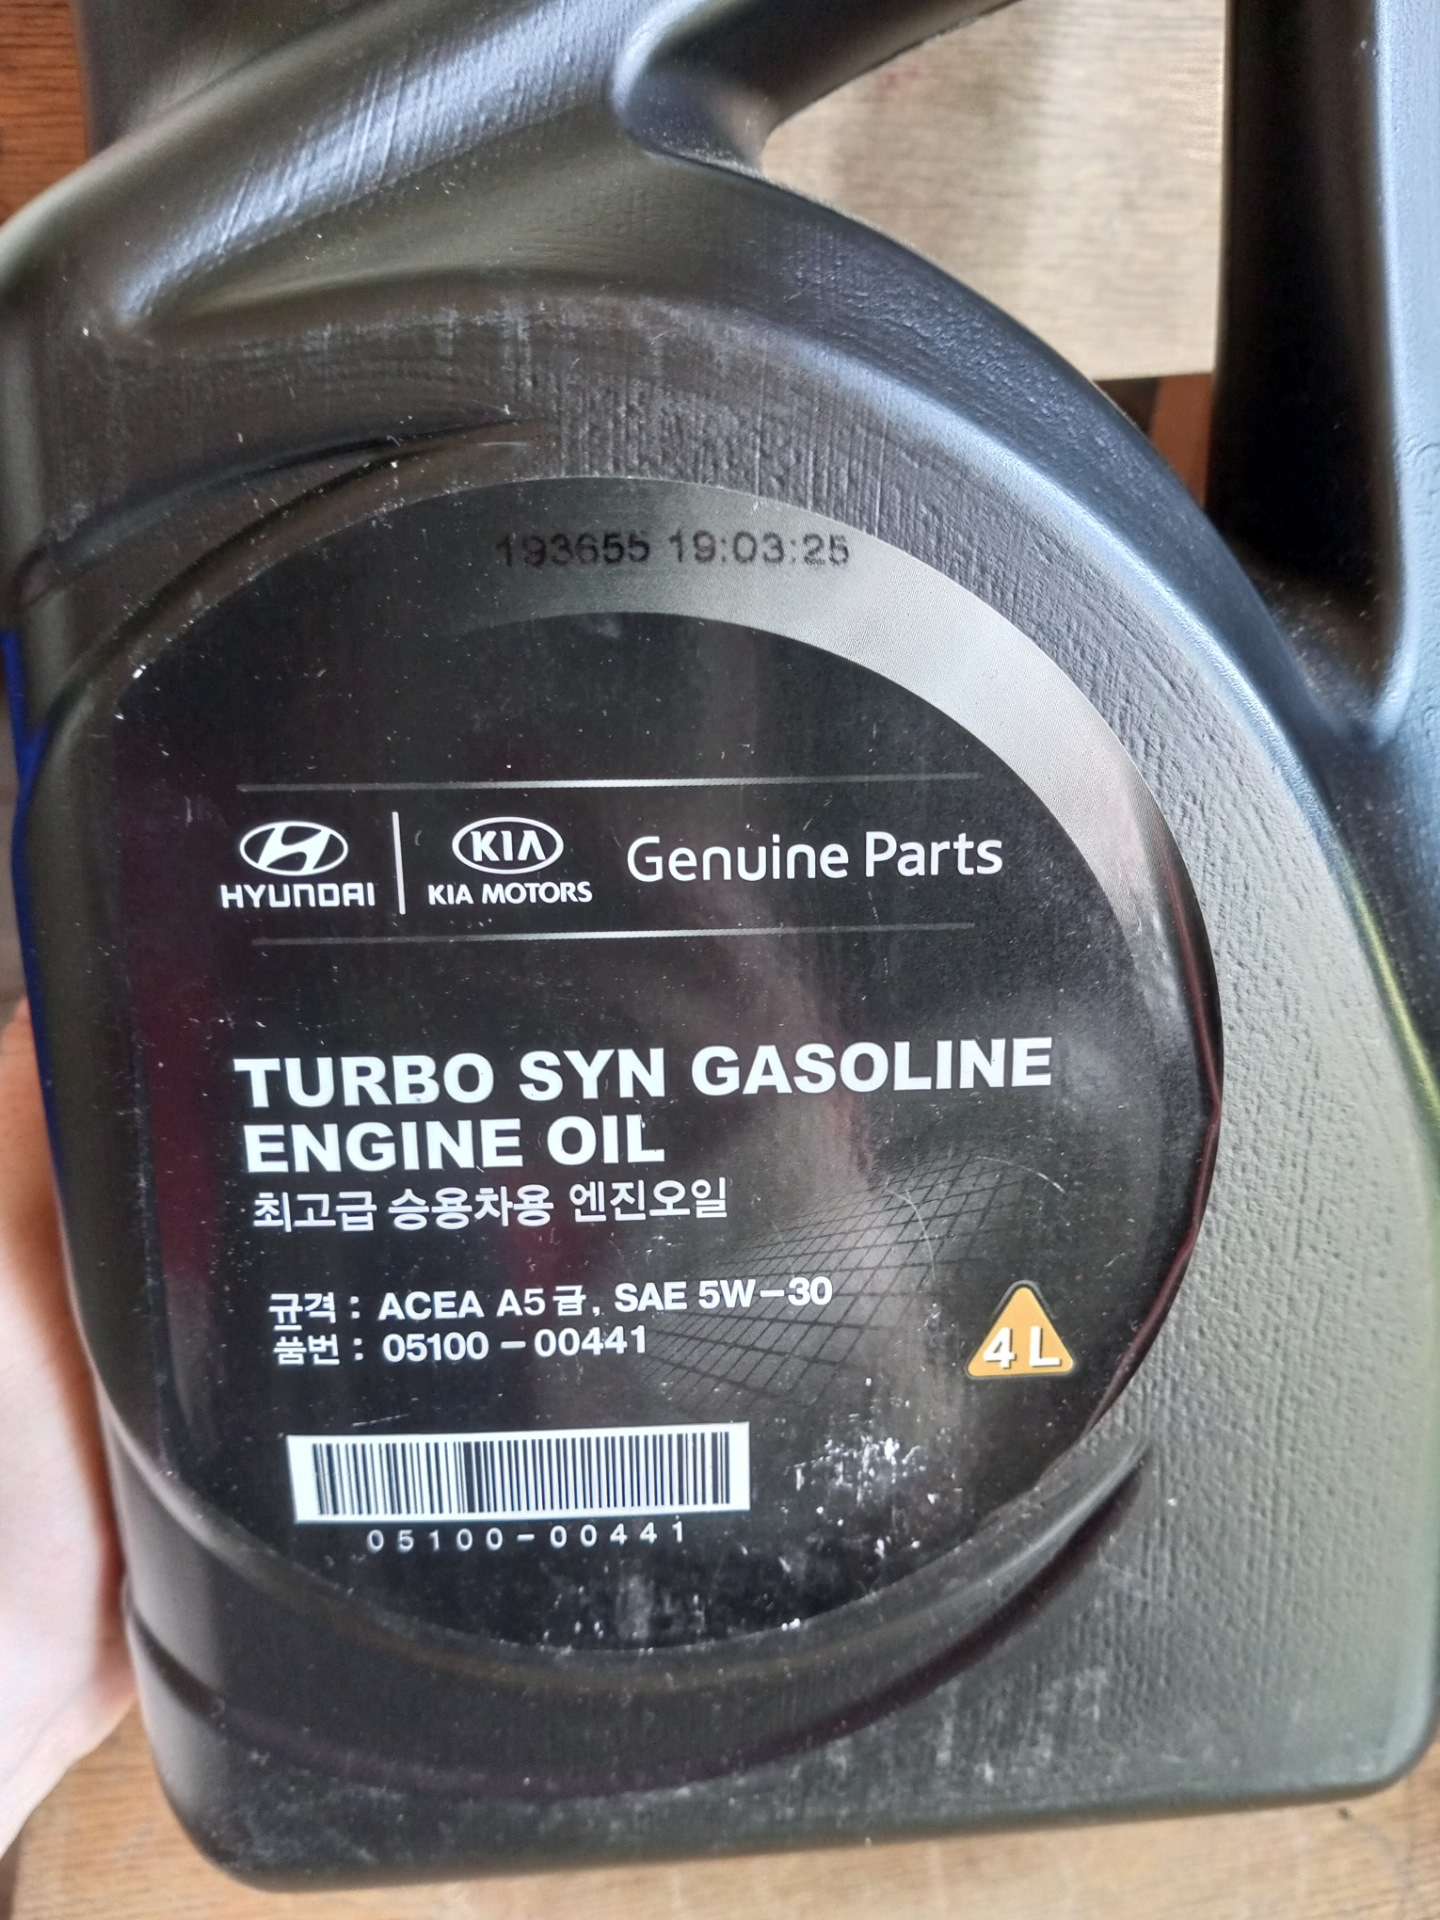 193655 19:03:25
HYUNDAI
KIA
KIA MOTORS
Genuine Parts
TURBO SYN GASOLINE
ENGINE OIL
최고급 승용차용 엔진오일
규격 : ACEA A5급, SAE 5W-30
품번 : 05100-00441
4 L
05100-00441